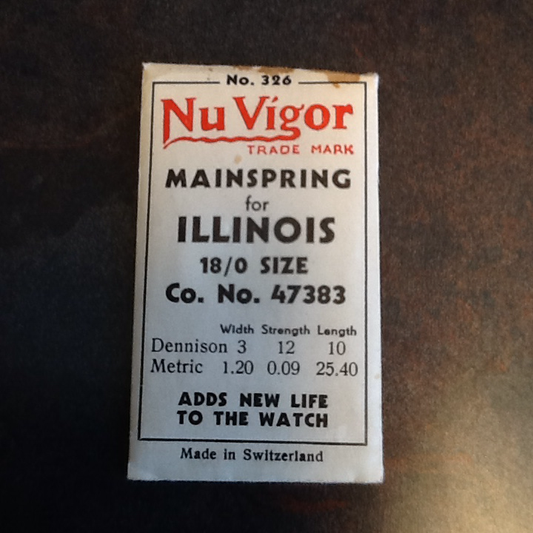 No. 326
Nu Vigor
TRADE MARK
MAINSPRING
for
ILLINOIS
18/0 SIZE
Co. No. 47383
Width Strength Length
Dennison 3 12 10
Metric 1.20 0.09 25.40
ADDS NEW LIFE
TO THE WATCH
Made in Switzerland